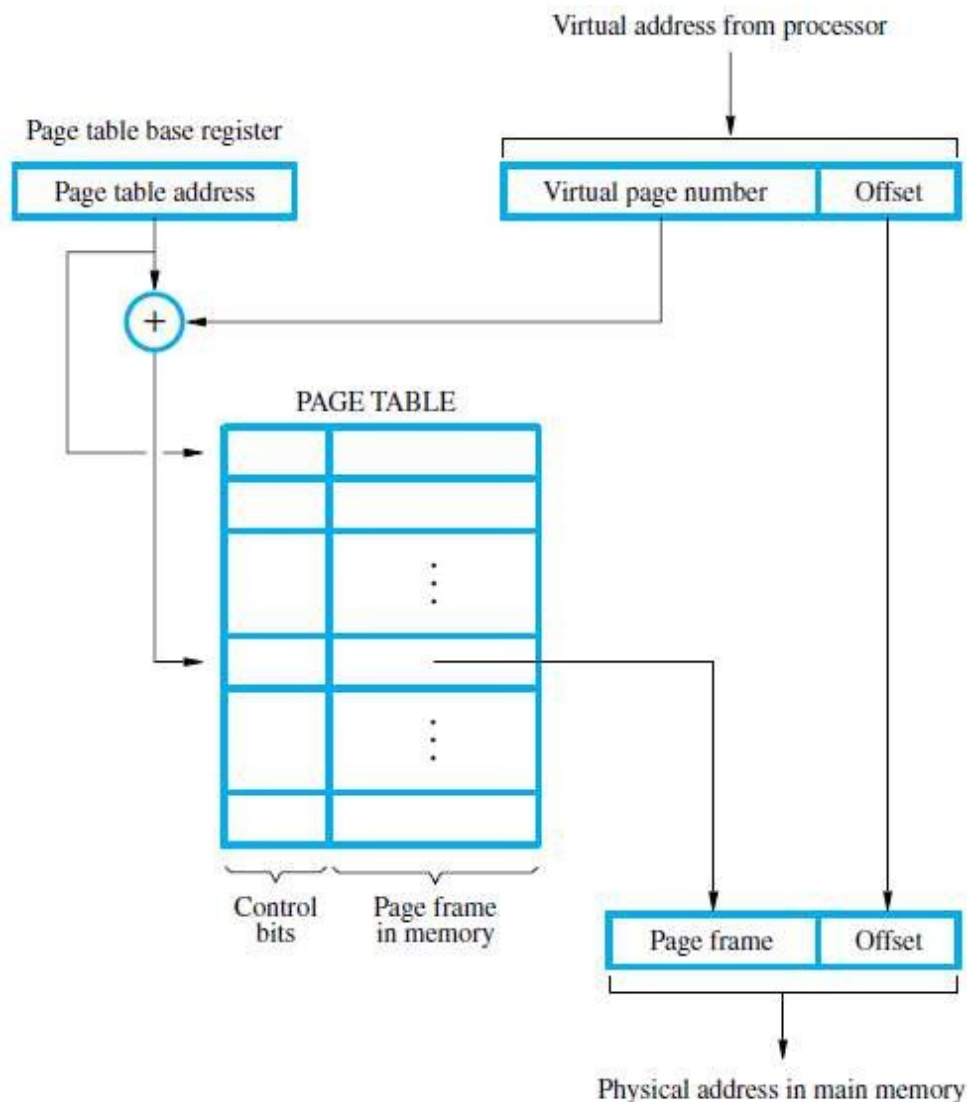 Virtual address from processor
Page table base register
Page table address
Virtual page number
Offset
+
PAGE TABLE
Control
bits
Page frame
in memory
Page frame
Offset
Physical address in main memory